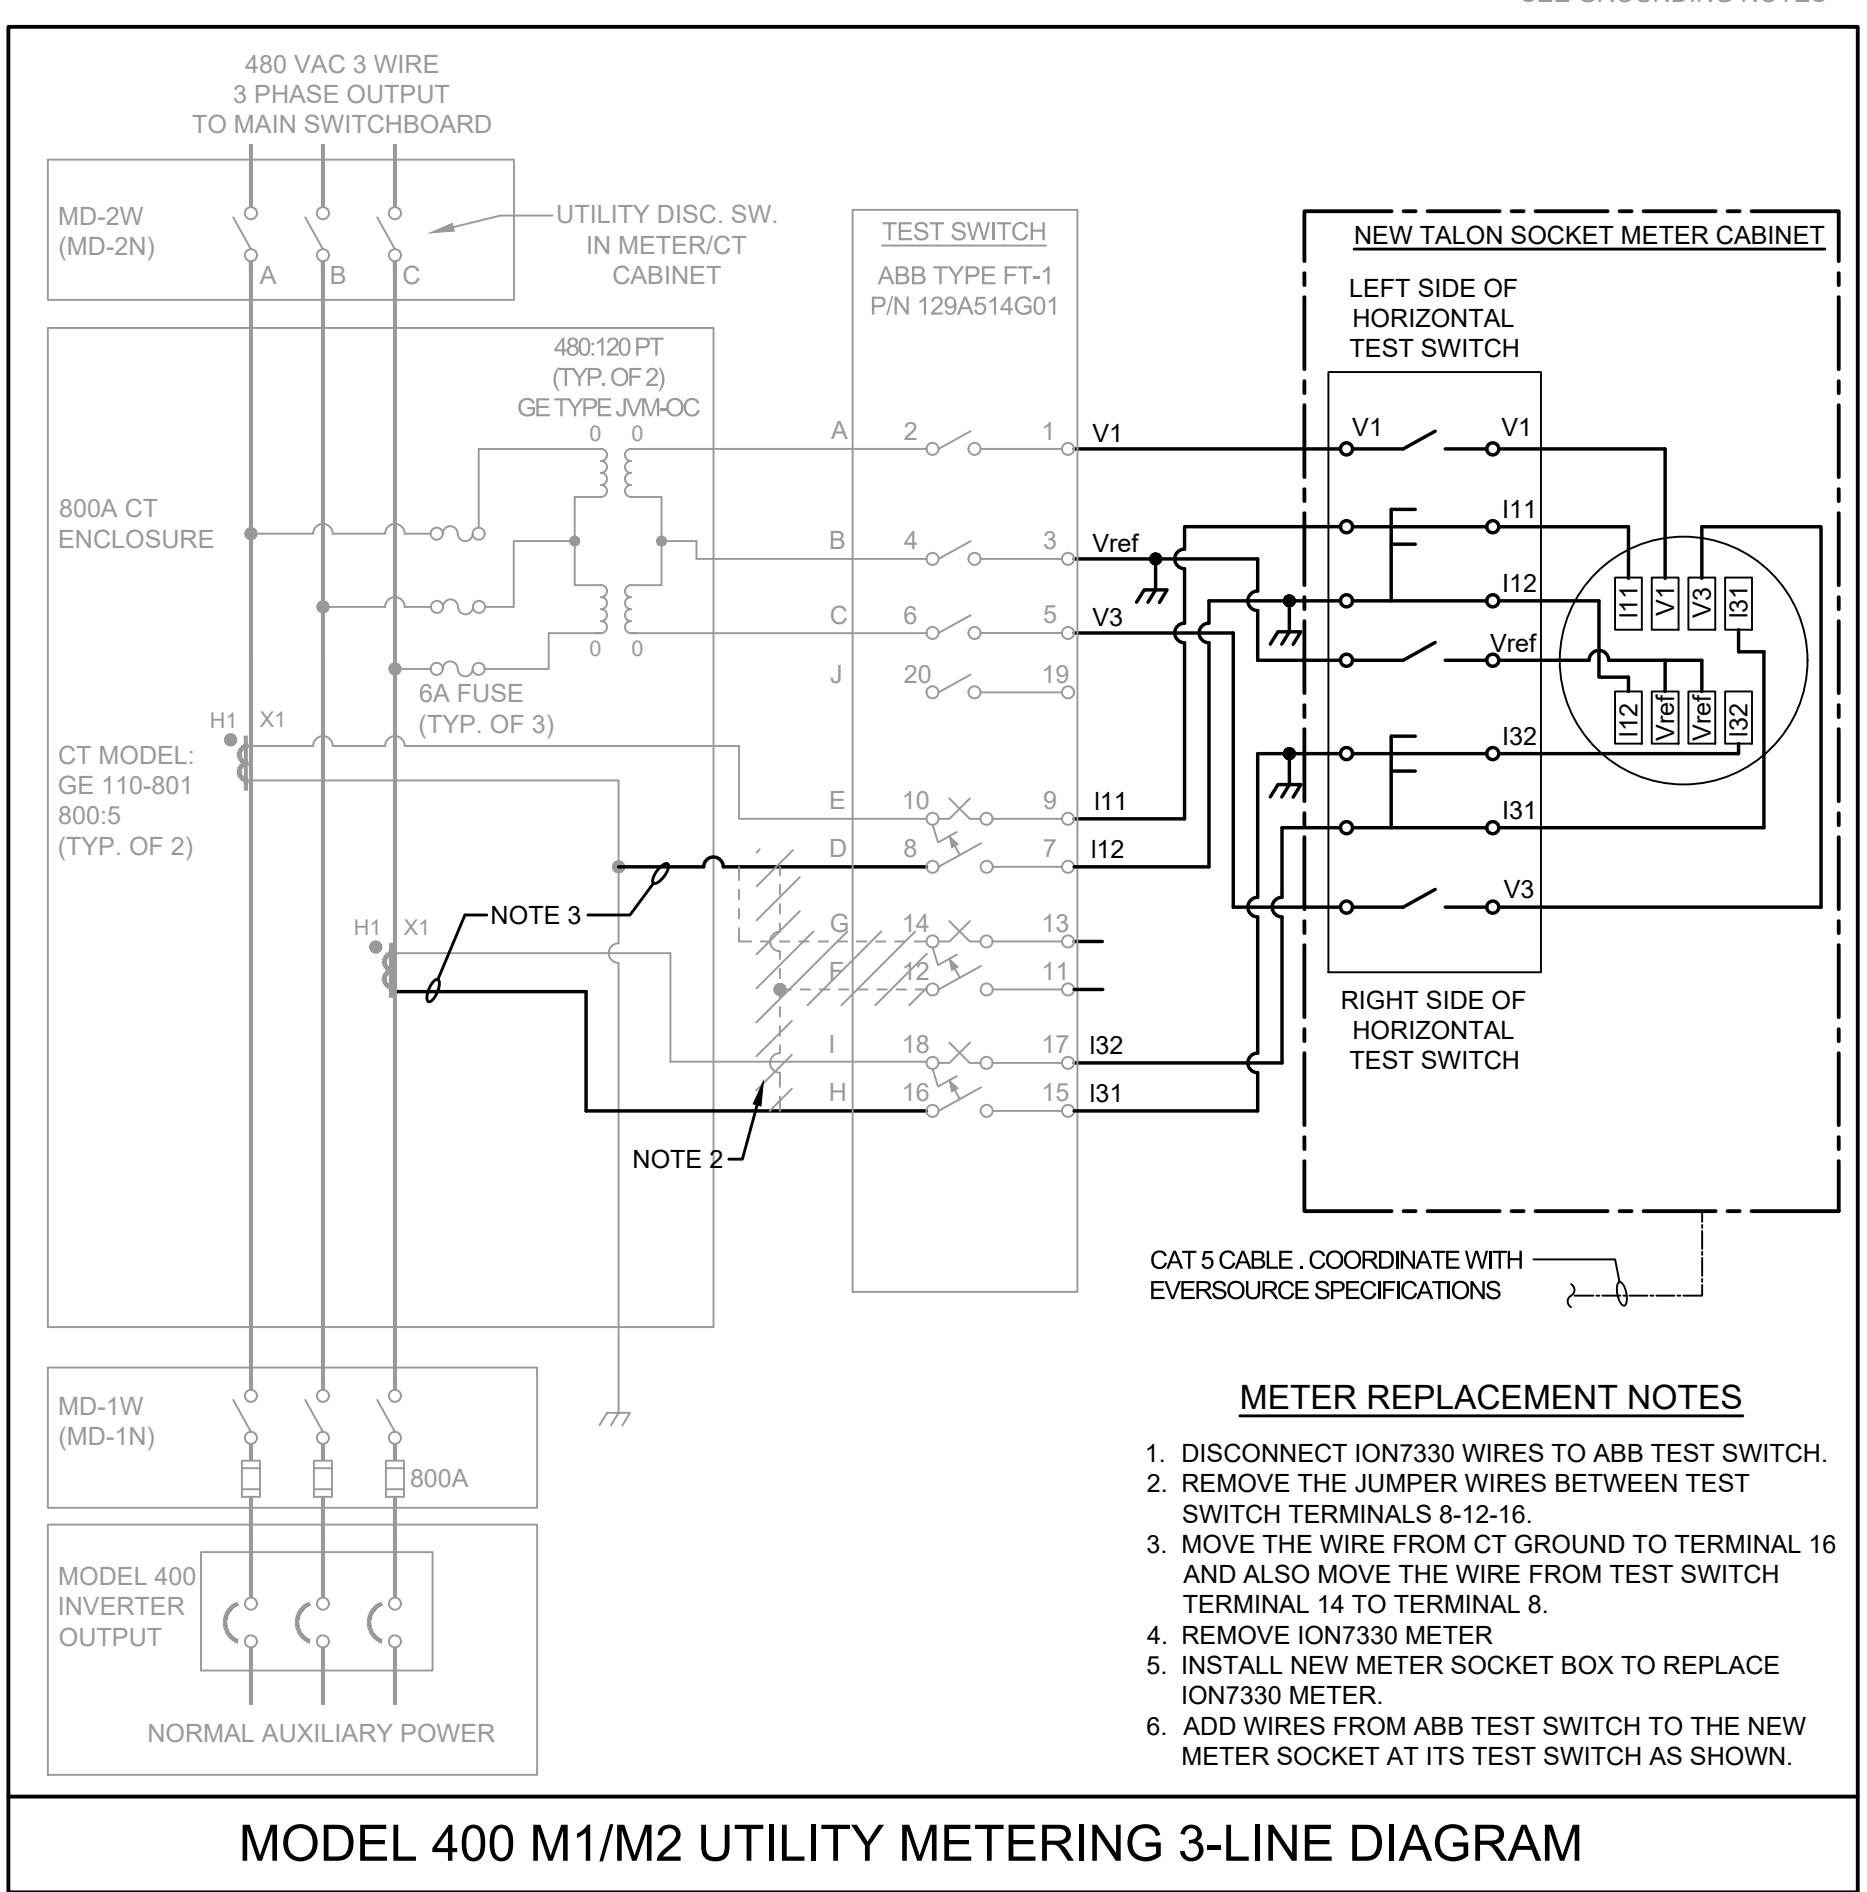 480 VAC 3 WIRE
3 PHASE OUTPUT
TO MAIN SWITCHBOARD
MD-2W
(MD-2N)
A
B
C
UTILITY DISC. SW.
IN METER/CT
CABINET
TEST SWITCH
ABB TYPE FT-1
P/N 129A514G01
NEW TALON SOCKET METER CABINET
LEFT SIDE OF
HORIZONTAL
TEST SWITCH
480:120 PT
(TYP. OF 2)
GE TYPE JVM-OC
0 0
0 0
800A CT
ENCLOSURE
6A FUSE
(TYP. OF 3)
H1 X1
CT MODEL:
GE 110-801
800:5
(TYP. OF 2)
H1 X1
NOTE 3
NOTE 2
A 2 1 V1
B 4 3 Vref
C 6 5 V3
J 20 19
E 10 9 I11
D 8 7 I12
G 14 13
F 12 11
I 18 17 I32
H 16 15 I31
V1 V1
I11
I12
Vref
I32
I31
V3
I11 V1 V3 I31
I12 Vref Vref I32
RIGHT SIDE OF
HORIZONTAL
TEST SWITCH
CAT 5 CABLE . COORDINATE WITH
EVERSOURCE SPECIFICATIONS
MD-1W
(MD-1N)
800A
MODEL 400
INVERTER
OUTPUT
NORMAL AUXILIARY POWER
METER REPLACEMENT NOTES
1. DISCONNECT ION7330 WIRES TO ABB TEST SWITCH.
2. REMOVE THE JUMPER WIRES BETWEEN TEST
SWITCH TERMINALS 8-12-16.
3. MOVE THE WIRE FROM CT GROUND TO TERMINAL 16
AND ALSO MOVE THE WIRE FROM TEST SWITCH
TERMINAL 14 TO TERMINAL 8.
4. REMOVE ION7330 METER
5. INSTALL NEW METER SOCKET BOX TO REPLACE
ION7330 METER.
6. ADD WIRES FROM ABB TEST SWITCH TO THE NEW
METER SOCKET AT ITS TEST SWITCH AS SHOWN.
MODEL 400 M1/M2 UTILITY METERING 3-LINE DIAGRAM